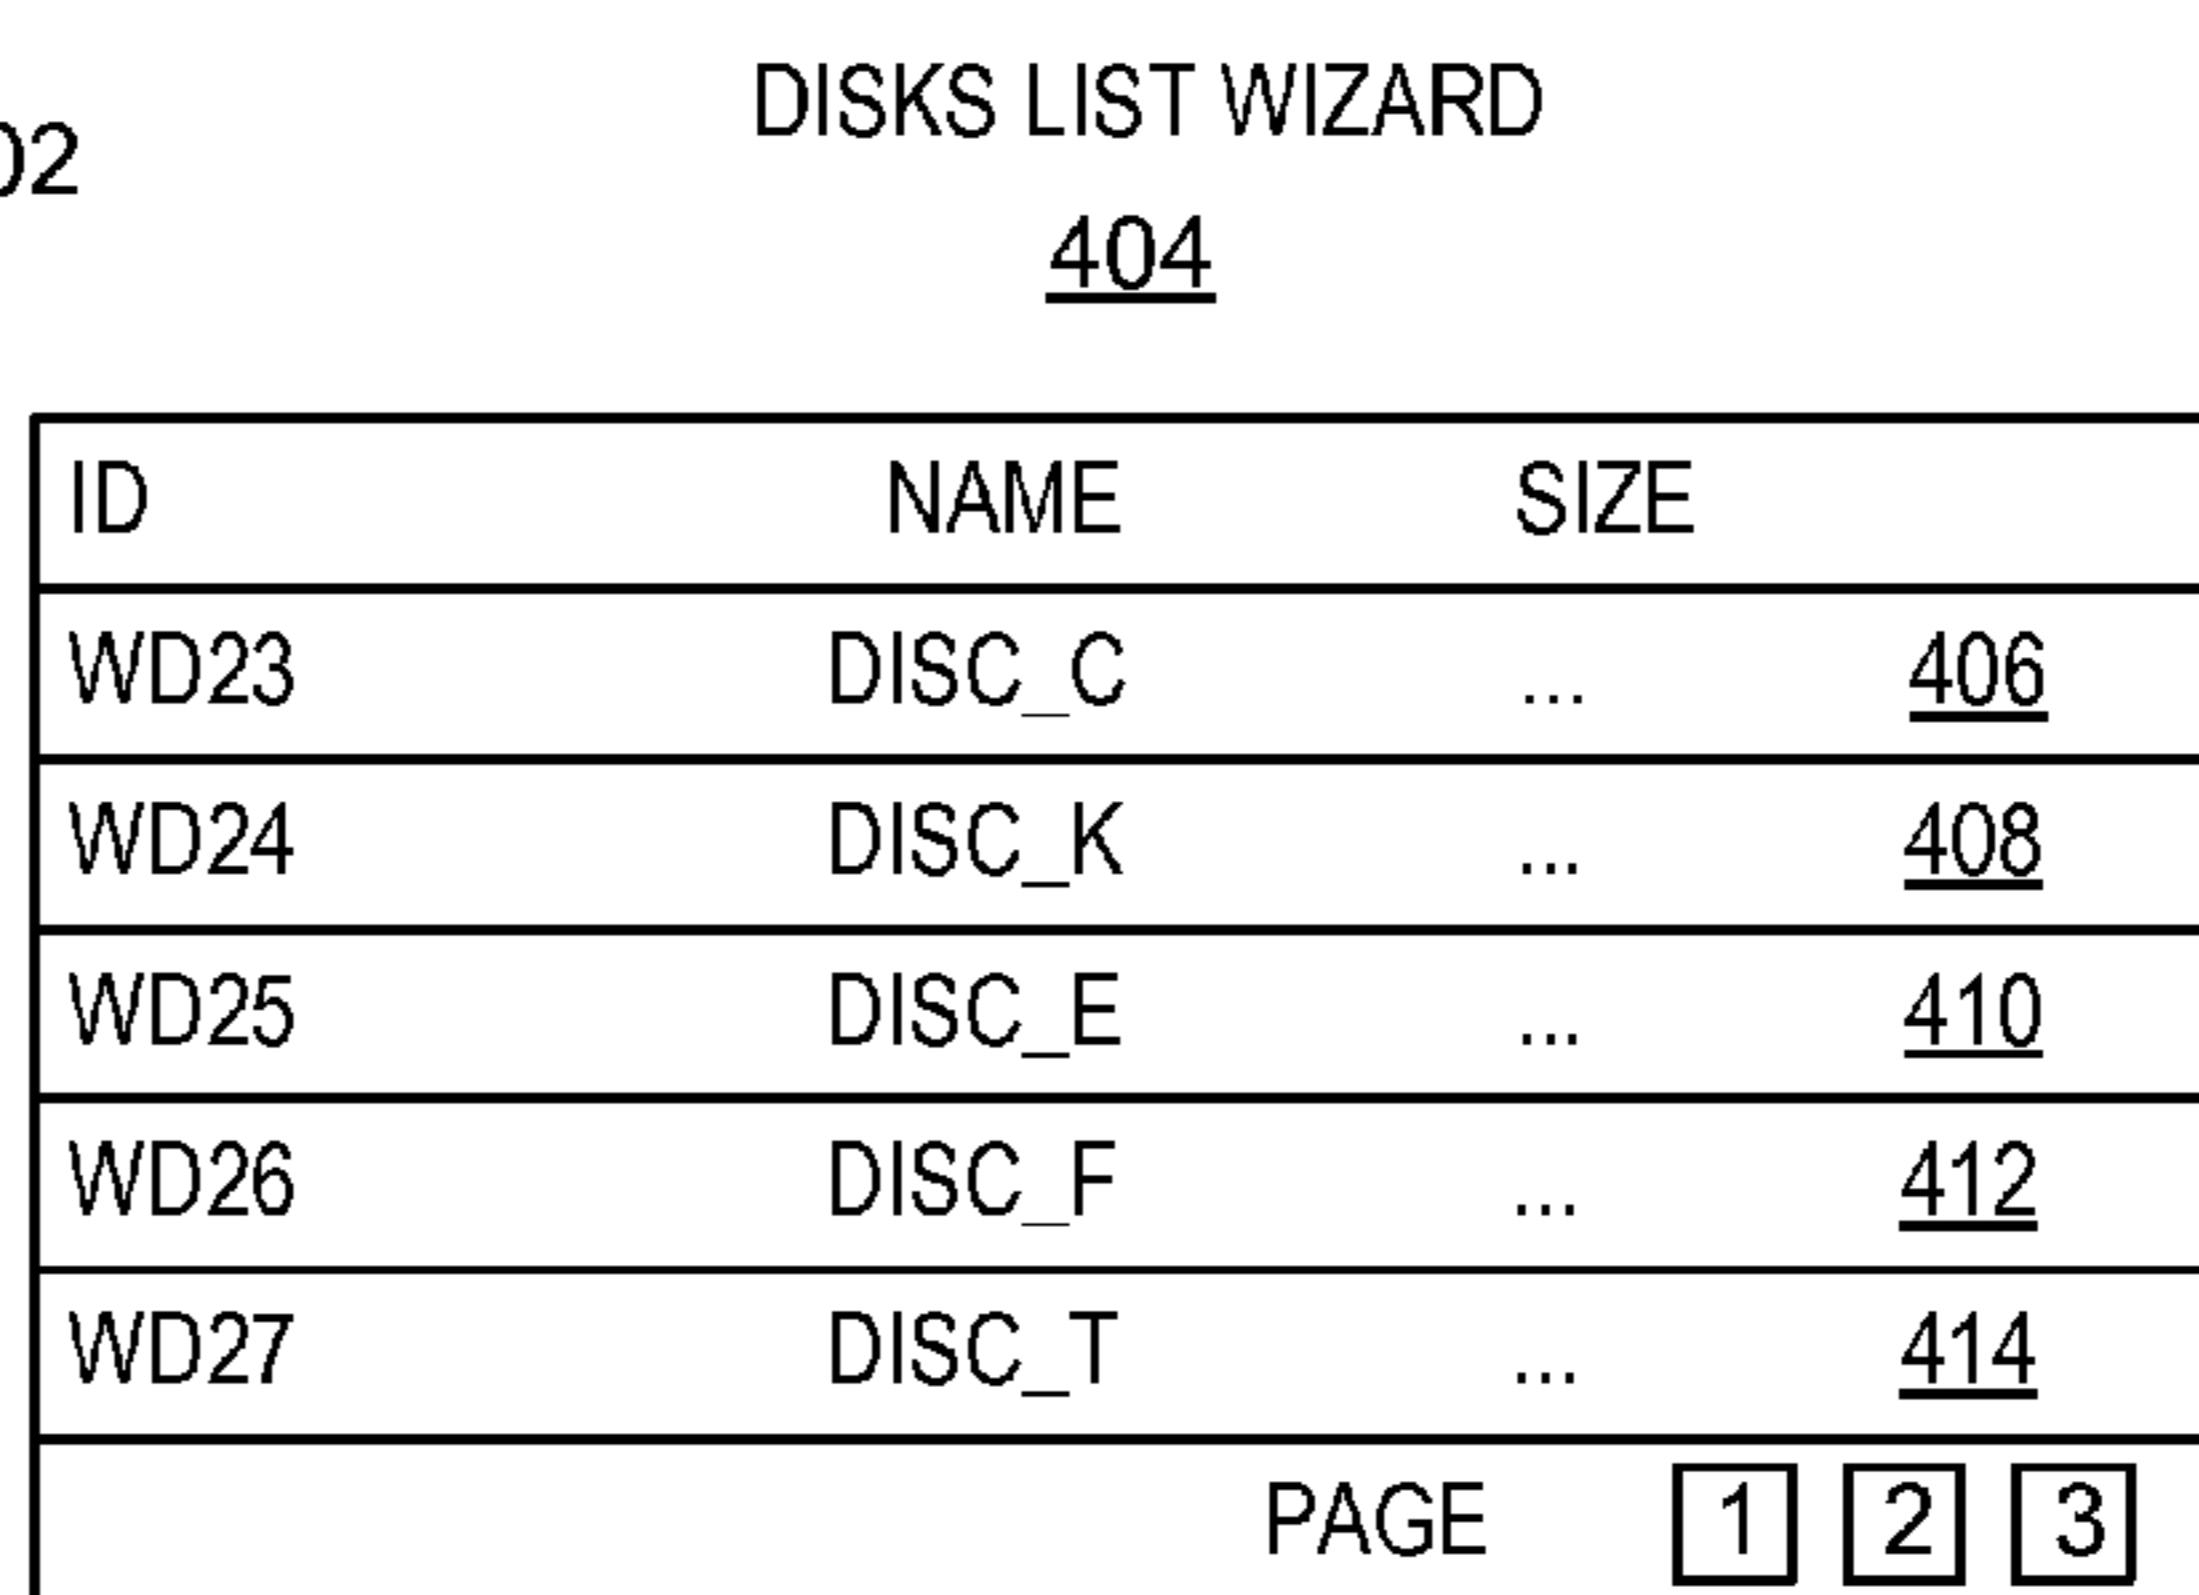 DISKS LIST WIZARD
02
404
ID NAME SIZE
WD23 DISC_C ... 406
WD24 DISC_K ... 408
WD25 DISC_E ... 410
WD26 DISC_F ... 412
WD27 DISC_T ... 414
PAGE 1 2 3